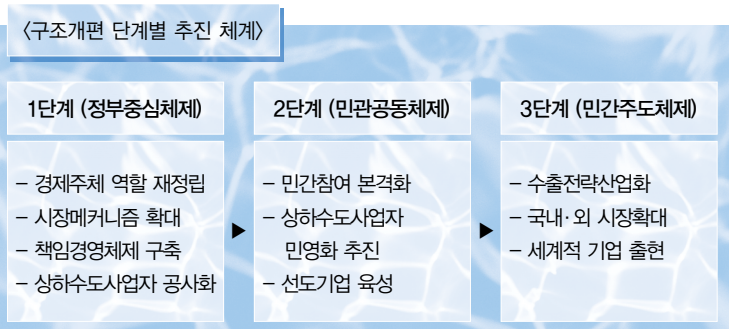 〈구조개편 단계별 추진 체계〉
1단계 (정부중심체제)
- 경제주체 역할 재정립
- 시장메커니즘 확대
- 책임경영체제 구축
- 상하수도사업자 공사화
▶
2단계 (민관공동체제)
- 민간참여 본격화
- 상하수도사업자
민영화 추진
- 선도기업 육성
▶
3단계 (민간주도체제)
- 수출전략산업화
- 국내·외 시장확대
- 세계적 기업 출현